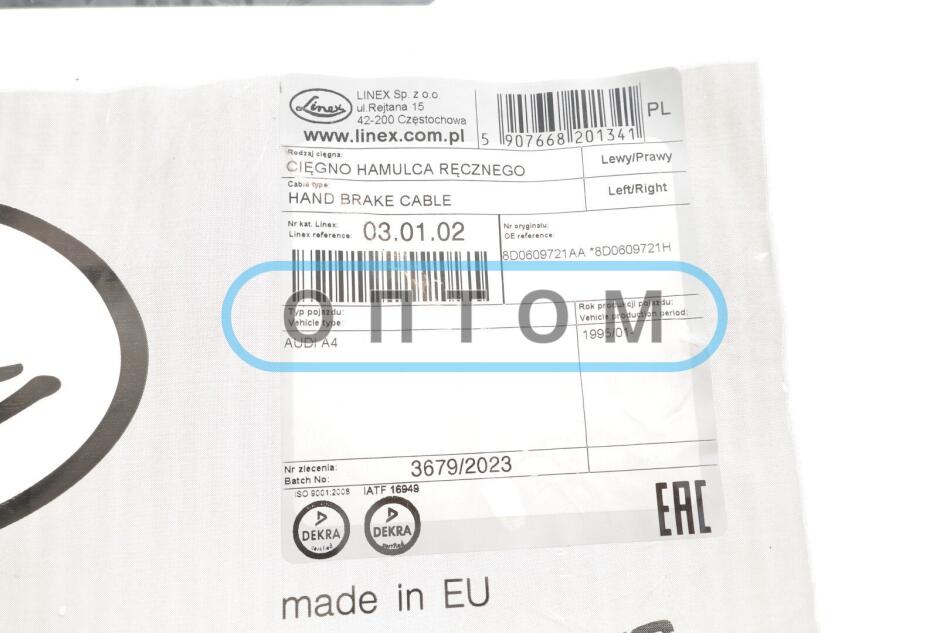 Linex
LINEX Sp. z o.o.
ul.Rejtana 15
42-200 Częstochowa
www.linex.com.pl
5 907668 201341
PL
Rodzaj cięgna:
CIĘGNO HAMULCA RĘCZNEGO
Lewy/Prawy
Cable type:
HAND BRAKE CABLE
Left/Right
Nr kat. Linex:
Linex reference:
03.01.02
Nr oryginału:
OE reference:
8D0609721AA *8D0609721H
ОПТОМ
Typ pojazdu:
Vehicle type:
AUDI A4
Rok produkcji pojazdu:
Vehicle production period:
1995/01-
Nr zlecenia:
Batch No:
3679/2023
ISO 9001:2008
IATF 16949
DEKRA
certified
DEKRA
certified
EAC
made in EU